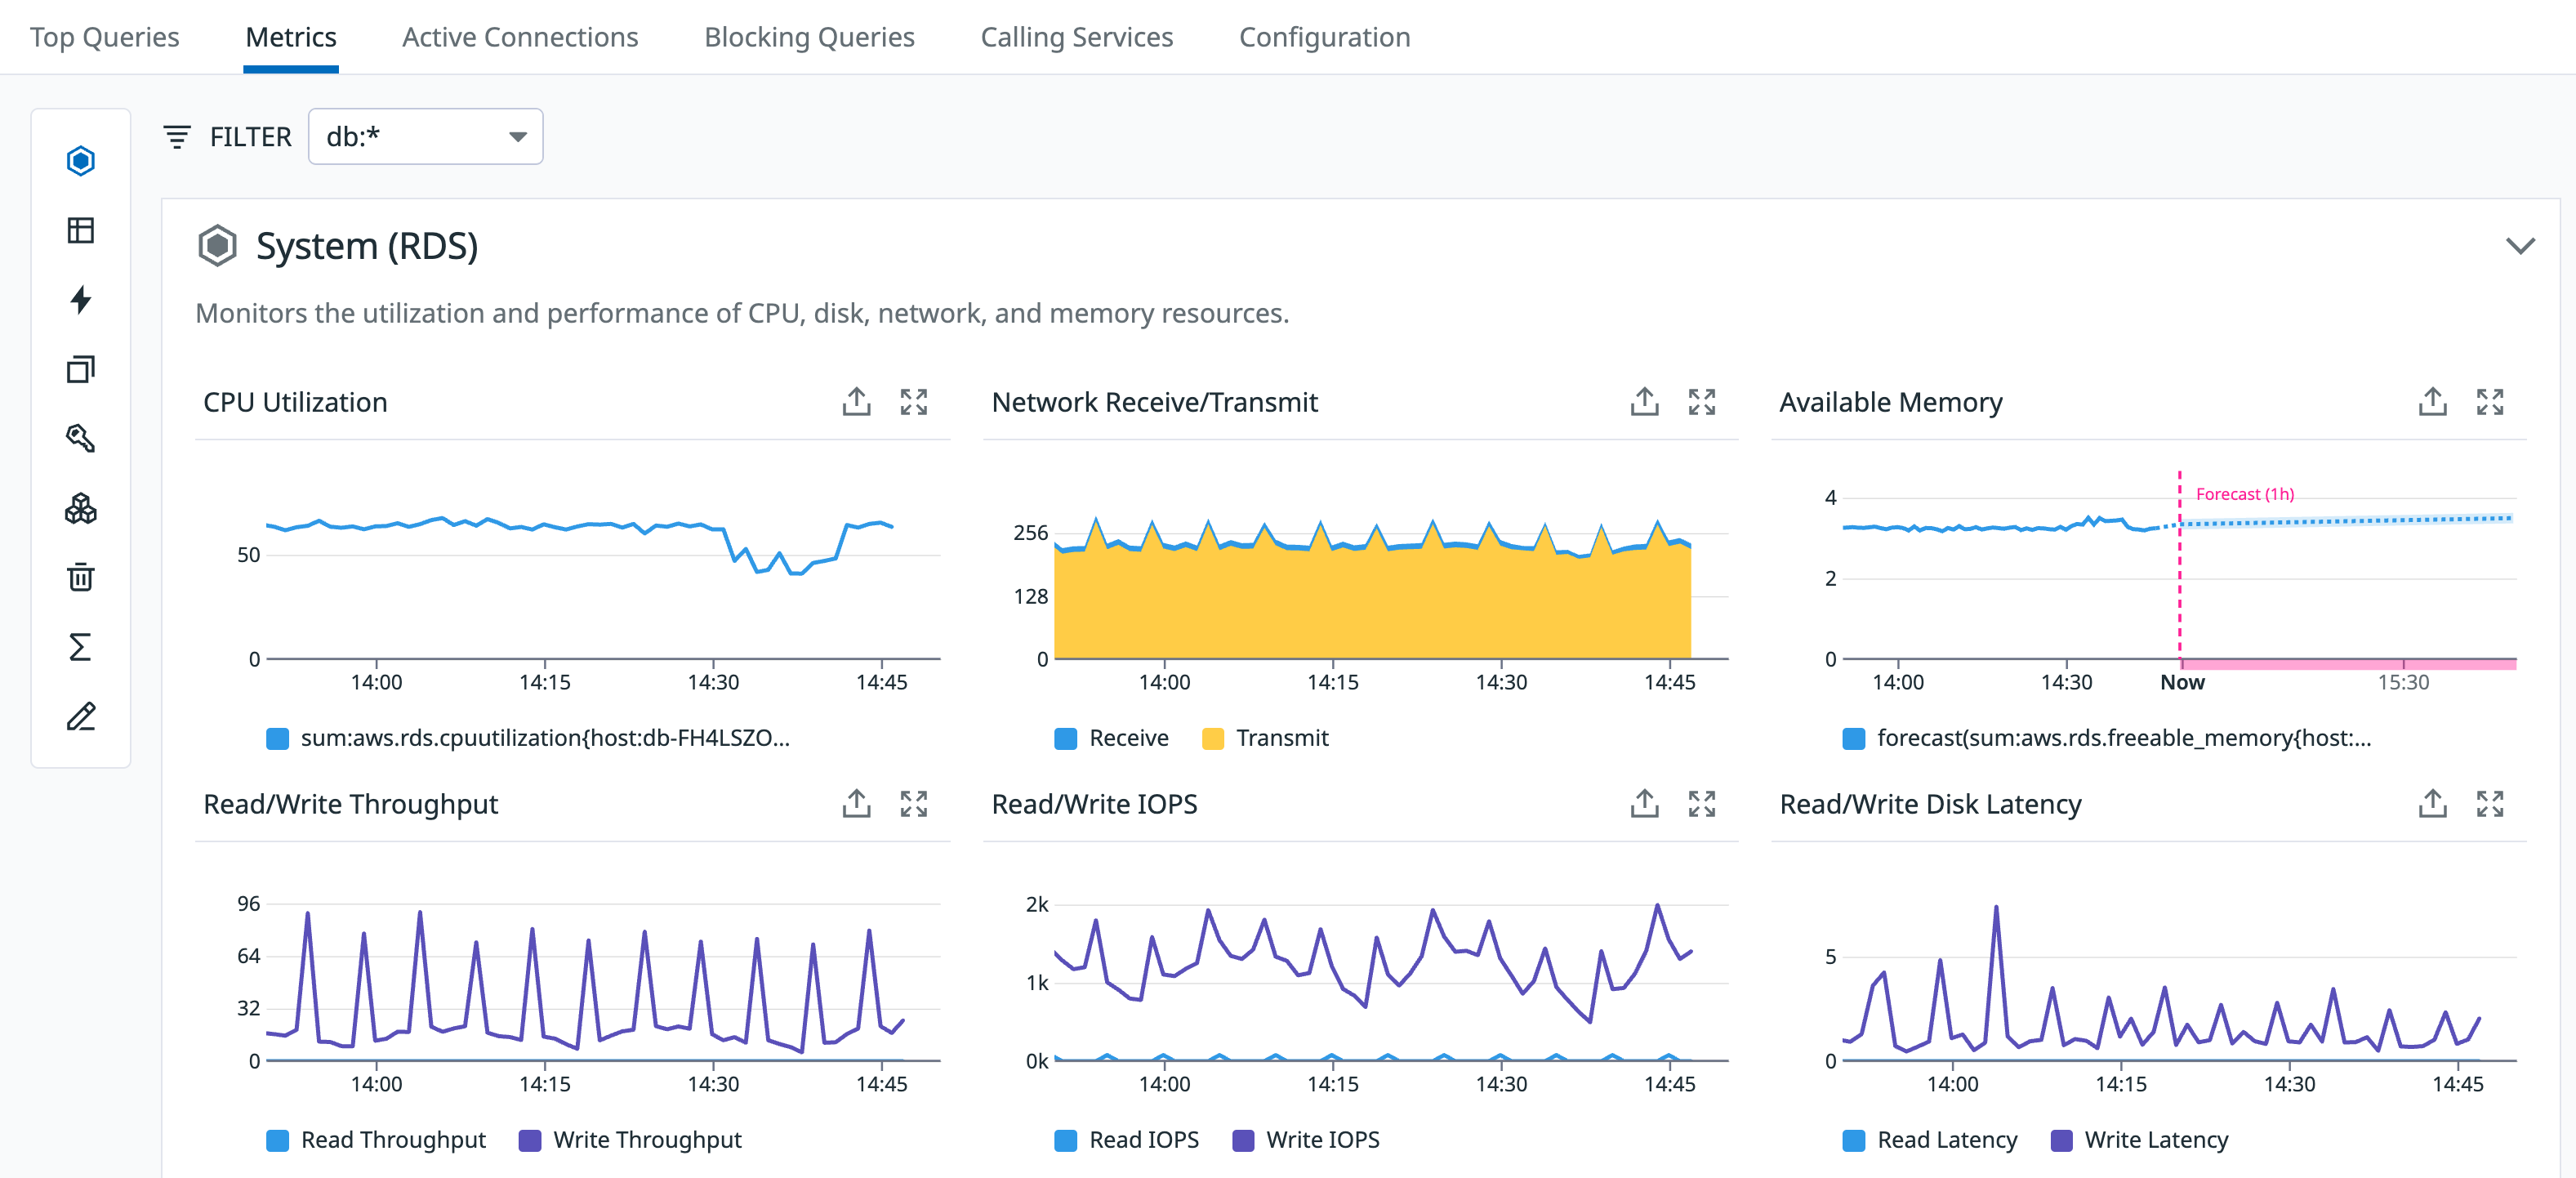 Top Queries Metrics Active Connections Blocking Queries Calling Services Configuration
FILTER db:*
System (RDS)
Monitors the utilization and performance of CPU, disk, network, and memory resources.
CPU Utilization
50
0
14:00 14:15 14:30 14:45
sum:aws.rds.cpuutilization{host:db-FH4LSZO...
Network Receive/Transmit
256
128
0
14:00 14:15 14:30 14:45
Receive Transmit
Available Memory
4
2
0
Forecast (1h)
14:00 14:30 Now 15:30
forecast(sum:aws.rds.freeable_memory{host:...
Read/Write Throughput
96
64
32
0
14:00 14:15 14:30 14:45
Read Throughput Write Throughput
Read/Write IOPS
2k
1k
0k
14:00 14:15 14:30 14:45
Read IOPS Write IOPS
Read/Write Disk Latency
5
0
14:00 14:15 14:30 14:45
Read Latency Write Latency